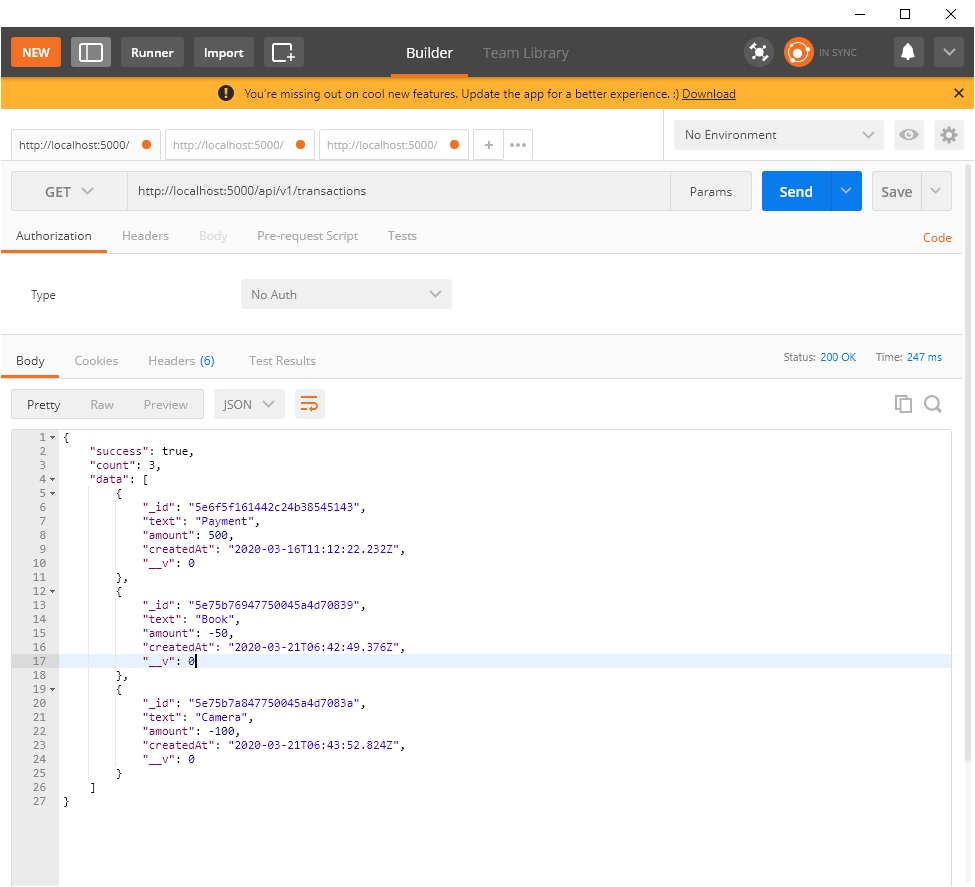 NEW Runner Import Builder Team Library IN SYNC
! You're missing out on cool new features. Update the app for a better experience. :) Download
http://localhost:5000/ http://localhost:5000/ http://localhost:5000/ + ••• No Environment
GET http://localhost:5000/api/v1/transactions Params Send Save
Authorization Headers Body Pre-request Script Tests Code
Type No Auth
Body Cookies Headers (6) Test Results Status: 200 OK Time: 247 ms
Pretty Raw Preview JSON
1 {
2 "success": true,
3 "count": 3,
4 "data": [
5 {
6 "_id": "5e6f5f161442c24b38545143",
7 "text": "Payment",
8 "amount": 500,
9 "createdAt": "2020-03-16T11:12:22.232Z",
10 "__v": 0
11 },
12 {
13 "_id": "5e75b76947750045a4d70839",
14 "text": "Book",
15 "amount": -50,
16 "createdAt": "2020-03-21T06:42:49.376Z",
17 "__v": 0
18 },
19 {
20 "_id": "5e75b7a847750045a4d7083a",
21 "text": "Camera",
22 "amount": -100,
23 "createdAt": "2020-03-21T06:43:52.824Z",
24 "__v": 0
25 }
26 ]
27 }